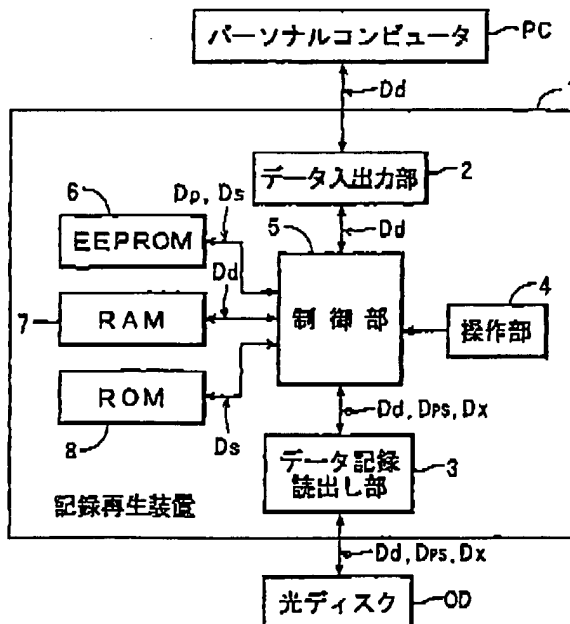 パーソナルコンピュータ
PC
Dd
1
データ入出力部
2
6
Dp, Ds
5
Dd
EEPROM
Dd
4
7
RAM
制御部
操作部
ROM
8
Ds
Dd, DPS, Dx
データ記録
読出し部
3
記録再生装置
Dd, DPS, Dx
光ディスク
OD